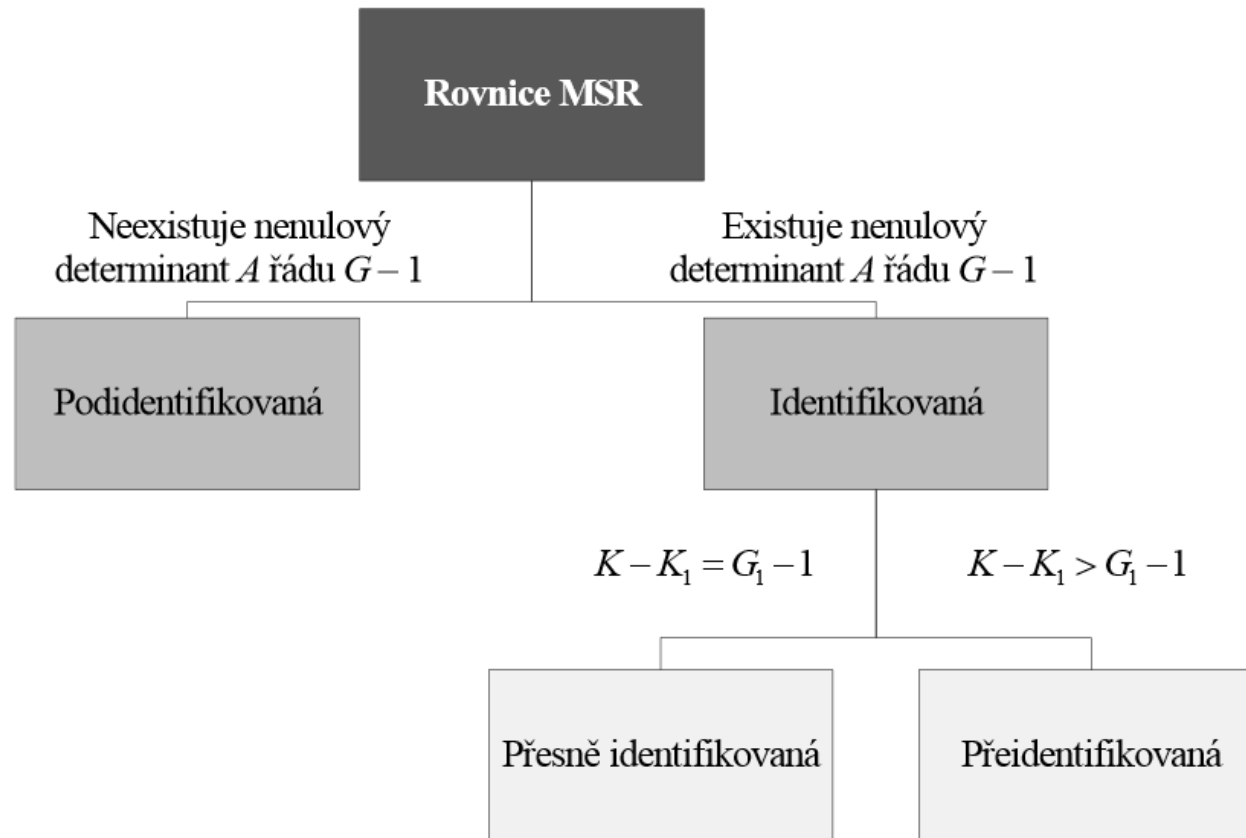 Rovnice MSR
Neexistuje nenulový
determinant A řádu G – 1
Existuje nenulový
determinant A řádu G – 1
Podidentifikovaná
Identifikovaná
K – K₁ = G₁ – 1
K – K₁ > G₁ – 1
Přesně identifikovaná
Přeidentifikovaná